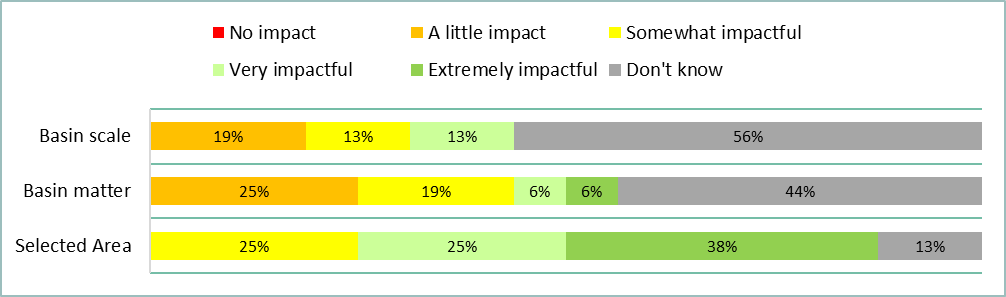 No impact A little impact Somewhat impactful
Very impactful Extremely impactful Don't know
Basin scale 19% 13% 13% 56%
Basin matter 25% 19% 6% 6% 44%
Selected Area 25% 25% 38% 13%